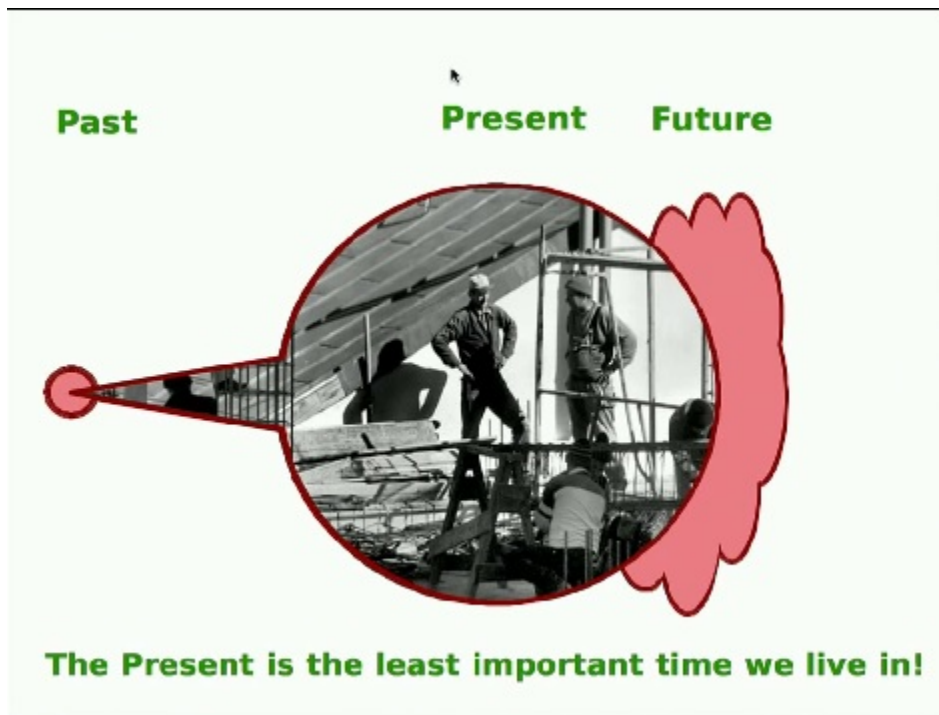 Past Present Future
The Present is the least important time we live in!